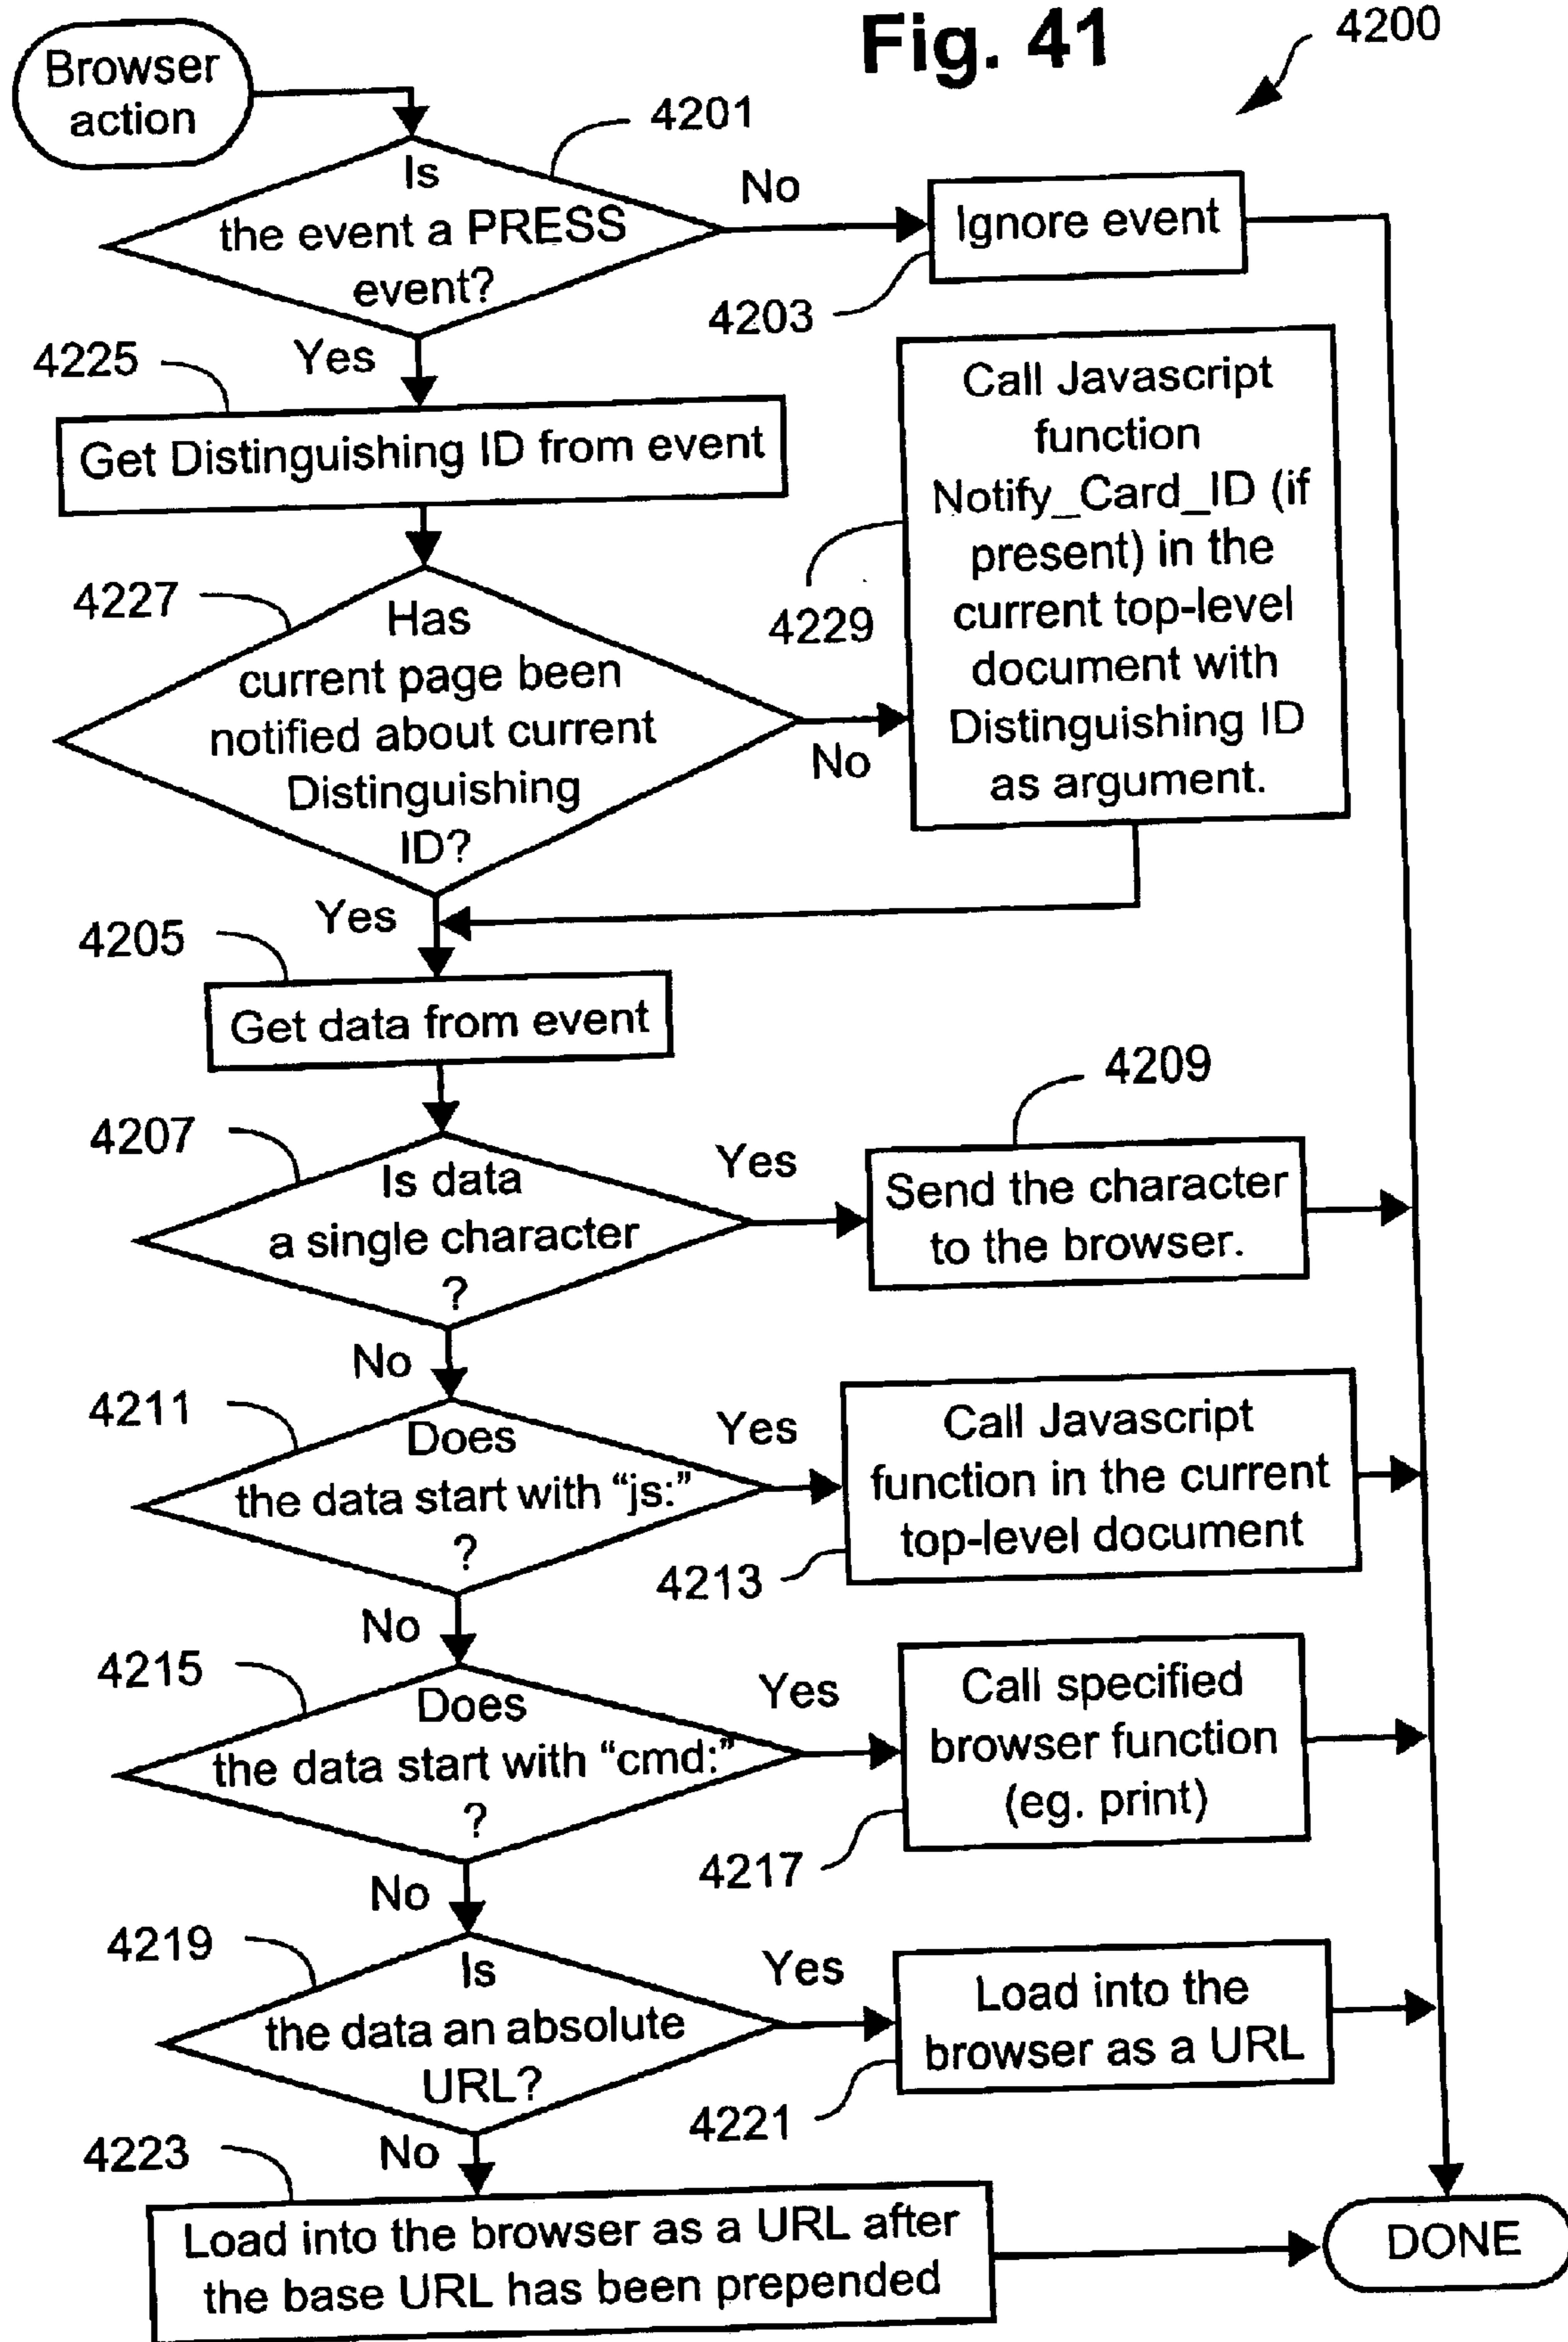 Fig. 41
4200
Browser
action
4201
Is
the event a PRESS
event?
No
Ignore event
4203
Yes
4225
Get Distinguishing ID from event
4227
Has
current page been
notified about current
Distinguishing
ID?
No
4229
Call Javascript
function
Notify_Card_ID (if
present) in the
current top-level
document with
Distinguishing ID
as argument.
Yes
4205
Get data from event
4207
Is data
a single character
?
Yes
4209
Send the character
to the browser.
No
4211
Does
the data start with “js:”
?
Yes
Call Javascript
function in the current
top-level document
4213
No
4215
Does
the data start with “cmd:”
?
Yes
Call specified
browser function
(eg. print)
4217
No
4219
Is
the data an absolute
URL?
Yes
Load into the
browser as a URL
4221
No
4223
Load into the browser as a URL after
the base URL has been prepended
DONE